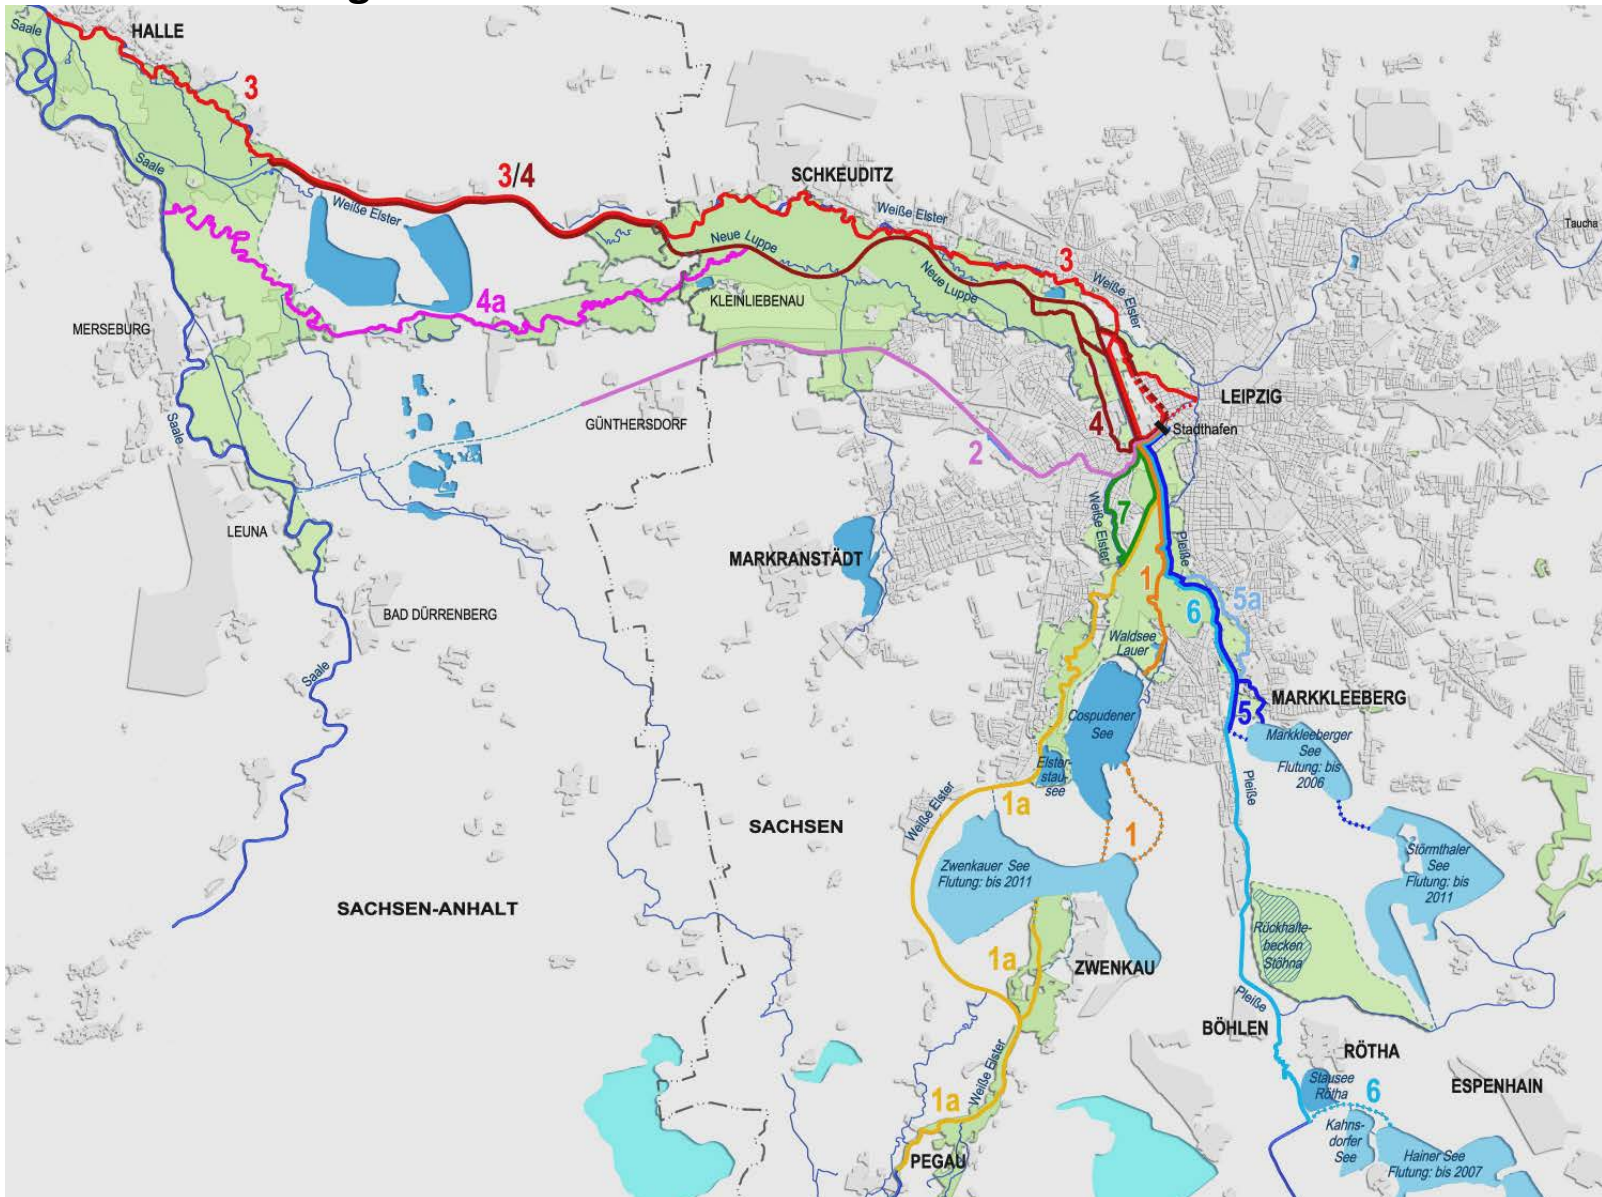 Saale
HALLE
3
Saale
3/4
SCHKEUDITZ
Weiße Elster
Weiße Elster
Taucha
Neue Luppe
3
Neue Luppe
Weiße Elster
4a
KLEINLIEBENAU
MERSEBURG
LEIPZIG
Saale
GÜNTHERSDORF
4
Stadthafen
2
Weiße Elster
7
LEUNA
MARKRANSTÄDT
Pleiße
1
5a
6
BAD DÜRRENBERG
Waldsee
Lauer
Saale
MARKKLEEBERG
5
Cospudener
See
Markkleeberger
See
Flutung: bis
2006
Elster-
stau-
see
Pleiße
1a
Weiße Elster
SACHSEN
1
Störmthaler
See
Flutung: bis
2011
Zwenkauer See
Flutung: bis 2011
SACHSEN-ANHALT
Rückhalte-
becken
Stöhna
1a
ZWENKAU
Pleiße
BÖHLEN
RÖTHA
Weiße Elster
Stausee
Rötha
6
ESPENHAIN
1a
Kahns-
dorfer
See
PEGAU
Hainer See
Flutung: bis 2007